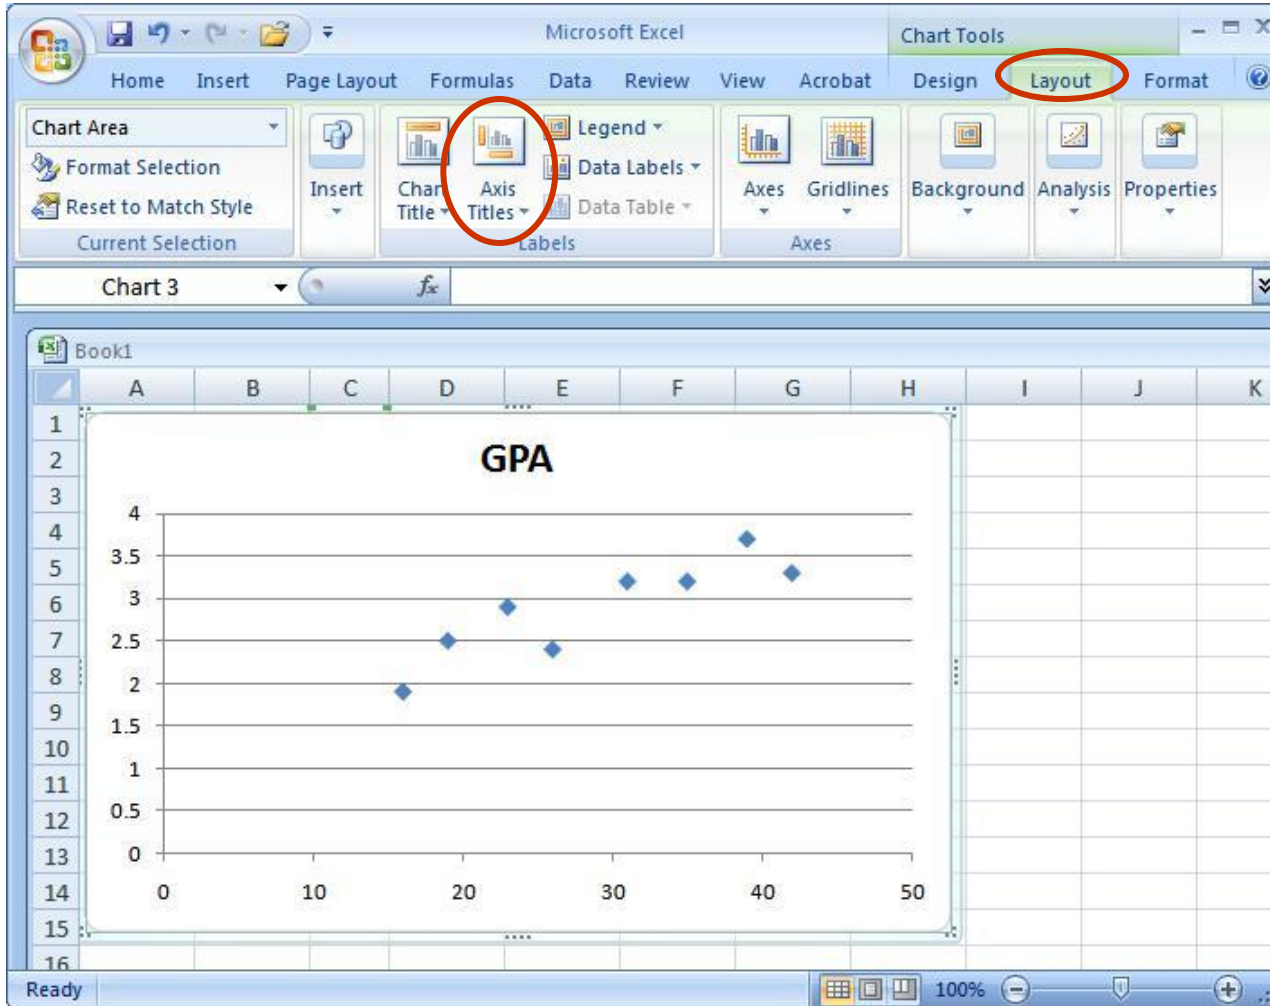 Microsoft Excel
Chart Tools
Home Insert Page Layout Formulas Data Review View Acrobat Design Layout Format
Chart Area
Format Selection
Reset to Match Style
Current Selection
Insert
Chart Title
Axis Titles
Legend
Data Labels
Data Table
Labels
Axes
Gridlines
Axes
Background
Analysis
Properties
Chart 3
fx
Book1
A B C D E F G H I J K
1
2
3
4
5
6
7
8
9
10
11
12
13
14
15
16
GPA
4
3.5
3
2.5
2
1.5
1
0.5
0
0 10 20 30 40 50
Ready
100%